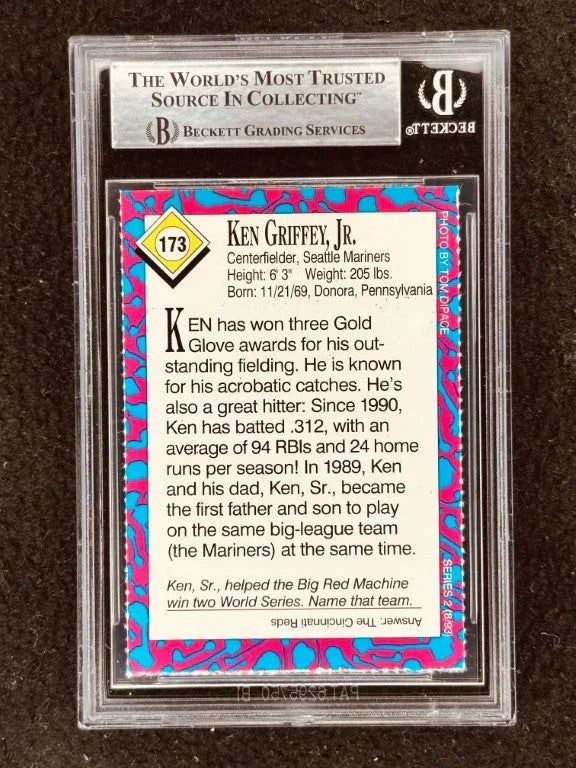 THE WORLD'S MOST TRUSTED
SOURCE IN COLLECTING™
B BECKETT GRADING SERVICES
B
BECKETT®
173
KEN GRIFFEY, JR.
Centerfielder, Seattle Mariners
Height: 6' 3" Weight: 205 lbs.
Born: 11/21/69, Donora, Pennsylvania
PHOTO BY TOM DIPACE
KEN has won three Gold
Glove awards for his out-
standing fielding. He is known
for his acrobatic catches. He's
also a great hitter: Since 1990,
Ken has batted .312, with an
average of 94 RBIs and 24 home
runs per season! In 1989, Ken
and his dad, Ken, Sr., became
the first father and son to play
on the same big-league team
(the Mariners) at the same time.
Ken, Sr., helped the Big Red Machine
win two World Series. Name that team.
Answer: The Cincinnati Reds
SERIES 2 (8/93)